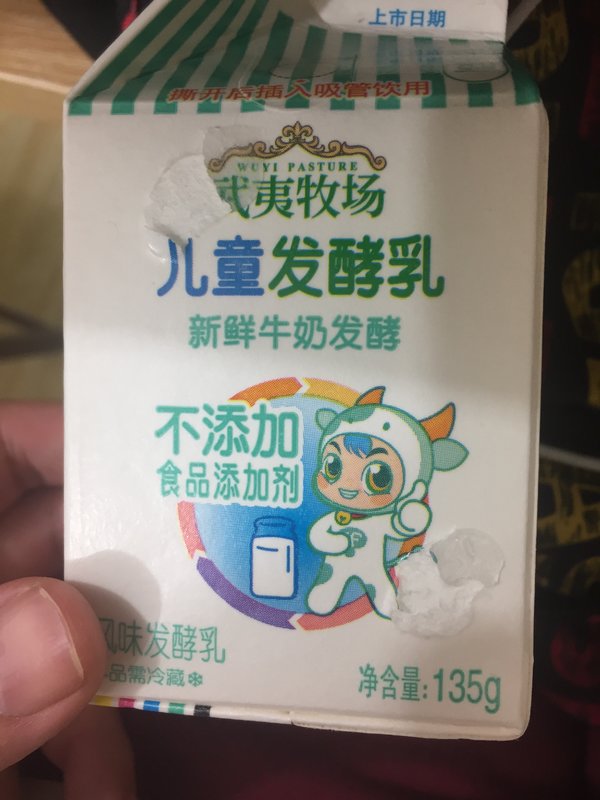 上市日期
撕开后插入吸管饮用
WUYI PASTURE
武夷牧场
儿童发酵乳
新鲜牛奶发酵
不添加
食品添加剂
风味发酵乳
品需冷藏
净含量:135g